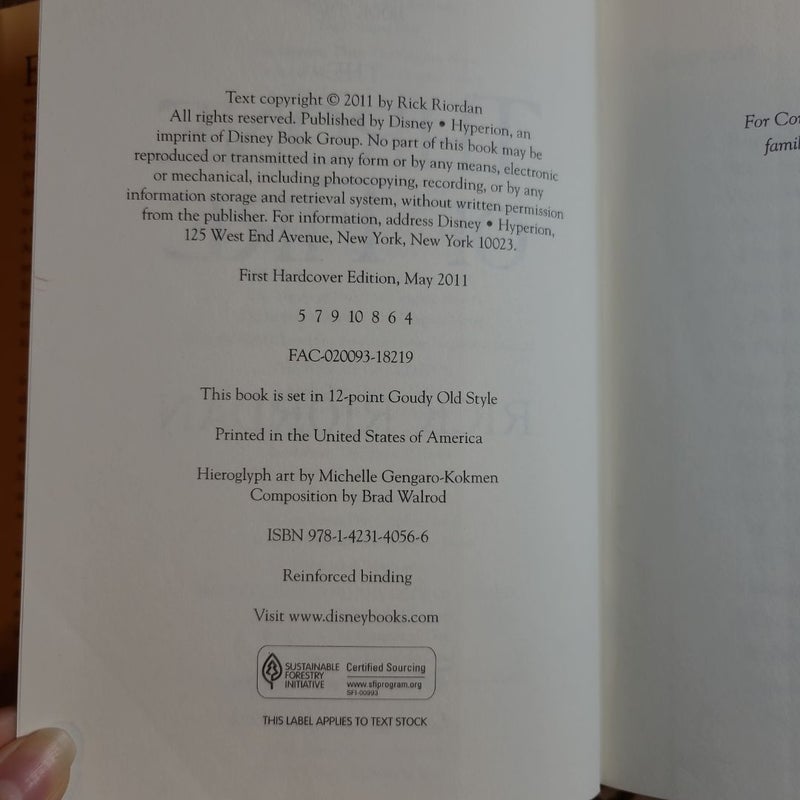 Text copyright © 2011 by Rick Riordan
All rights reserved. Published by Disney • Hyperion, an
imprint of Disney Book Group. No part of this book may be
reproduced or transmitted in any form or by any means, electronic
or mechanical, including photocopying, recording, or by any
information storage and retrieval system, without written permission
from the publisher. For information, address Disney • Hyperion,
125 West End Avenue, New York, New York 10023.
First Hardcover Edition, May 2011
5 7 9 10 8 6 4
FAC-020093-18219
This book is set in 12-point Goudy Old Style
Printed in the United States of America
Hieroglyph art by Michelle Gengaro-Kokmen
Composition by Brad Walrod
ISBN 978-1-4231-4056-6
Reinforced binding
Visit www.disneybooks.com
SUSTAINABLE
FORESTRY
INITIATIVE
Certified Sourcing
www.sfiprogram.org
SFI-00993
THIS LABEL APPLIES TO TEXT STOCK
For